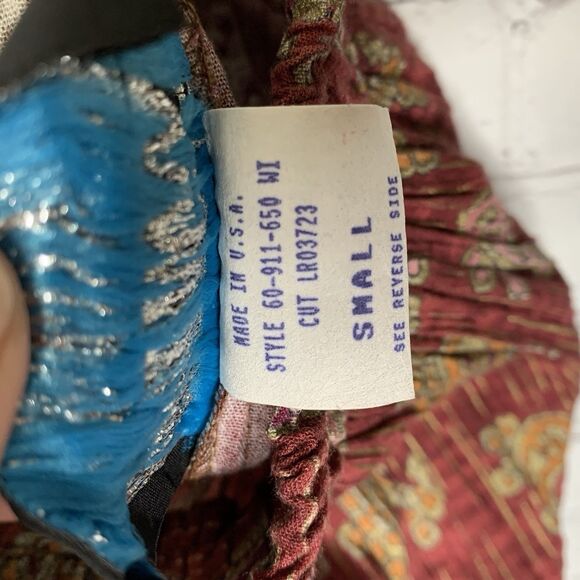 MADE IN U.S.A.
STYLE 60-911-650 WI
CUT LR03723
SMALL
SEE REVERSE SIDE